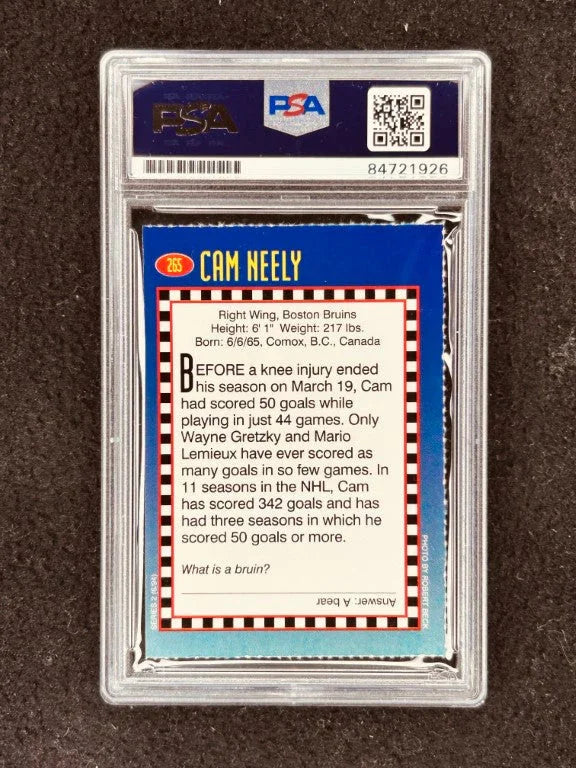 PSA
PSA
84721926
265 CAM NEELY
Right Wing, Boston Bruins
Height: 6' 1" Weight: 217 lbs.
Born: 6/6/65, Comox, B.C., Canada
BEFORE a knee injury ended
his season on March 19, Cam
had scored 50 goals while
playing in just 44 games. Only
Wayne Gretzky and Mario
Lemieux have ever scored as
many goals in so few games. In
11 seasons in the NHL, Cam
has scored 342 goals and has
had three seasons in which he
scored 50 goals or more.
What is a bruin?
Answer: A bear
SERIES 2 (6/94)
PHOTO BY ROBERT BECK